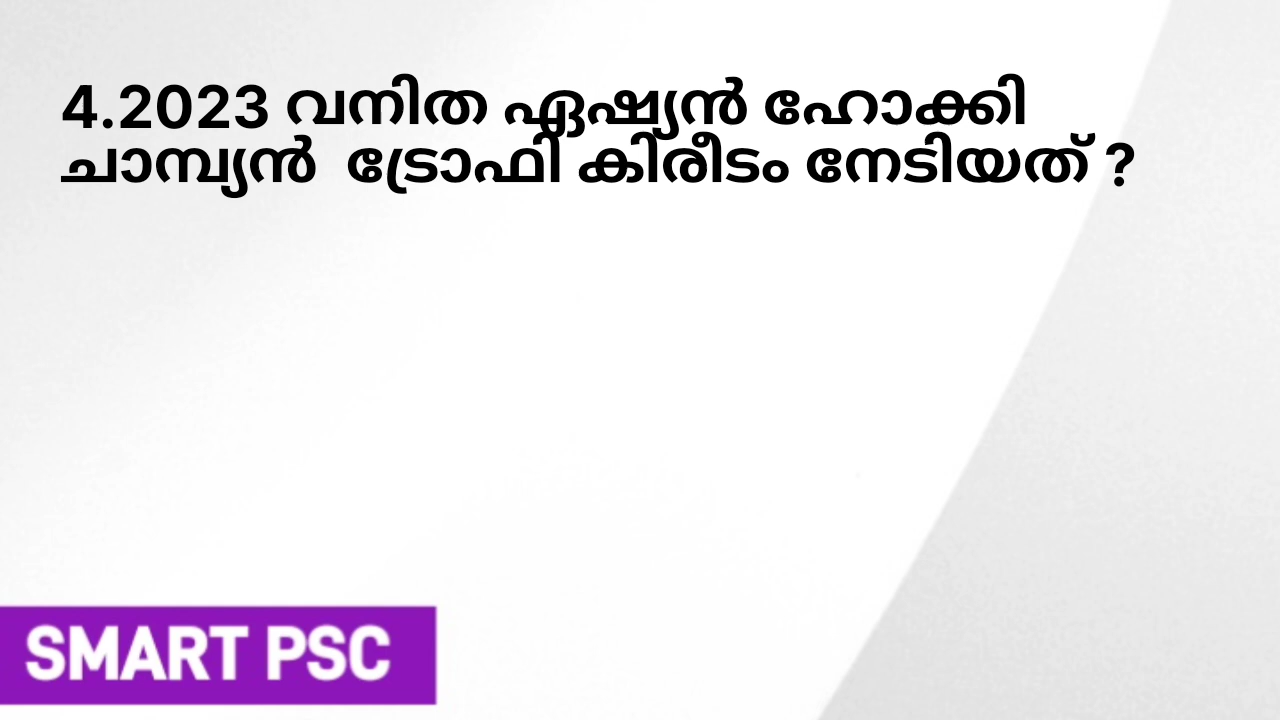 4.2023 വനിത ഏഷ്യൻ ഹോക്കി
ചാമ്പ്യൻ ട്രോഫി കിരീടം നേടിയത് ?
SMART PSC